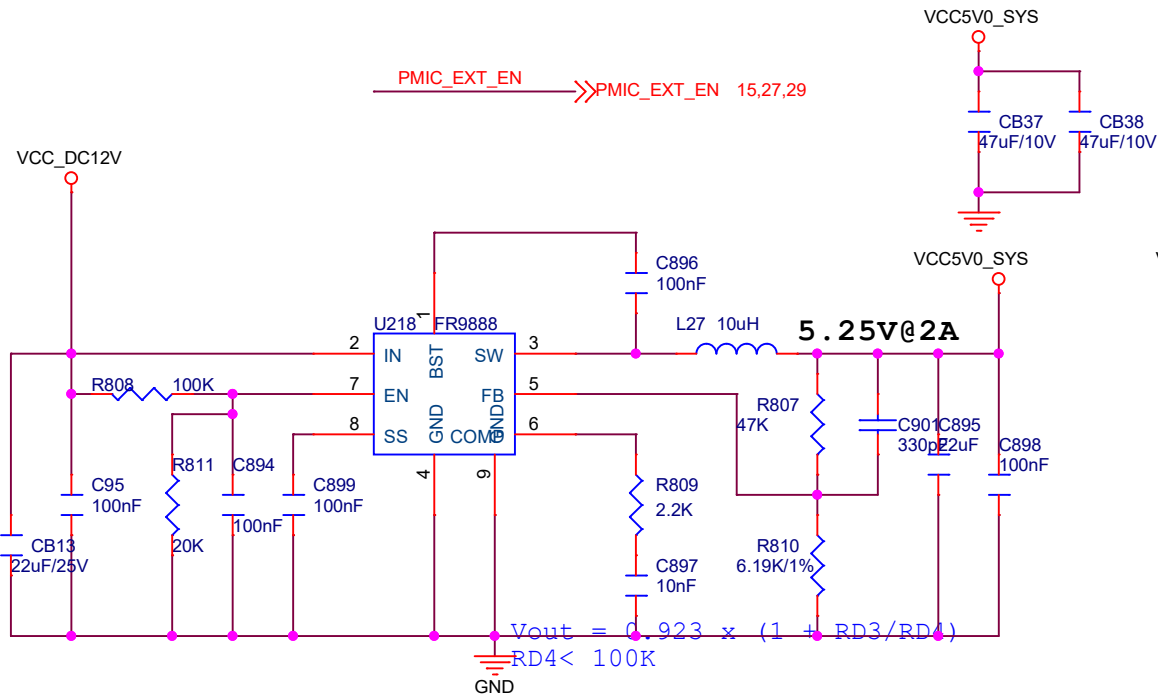 VCC5V0_SYS
PMIC_EXT_EN
PMIC_EXT_EN 15,27,29
CB37
47uF/10V
CB38
47uF/10V
VCC_DC12V
VCC5V0_SYS
C896
100nF
U218 FR9888
L27 10uH
5.25V@2A
1
2
IN
BST
SW
3
R808 100K
7
EN
FB
5
8
SS
GND
COMP
GND
6
R807
47K
C901
330p
C895
22uF
C898
100nF
4
9
C95
100nF
R811
20K
C894
100nF
C899
100nF
R809
2.2K
CB13
22uF/25V
R810
6.19K/1%
C897
10nF
Vout = 0.923 x (1 + RD3/RD4)
RD4< 100K
GND